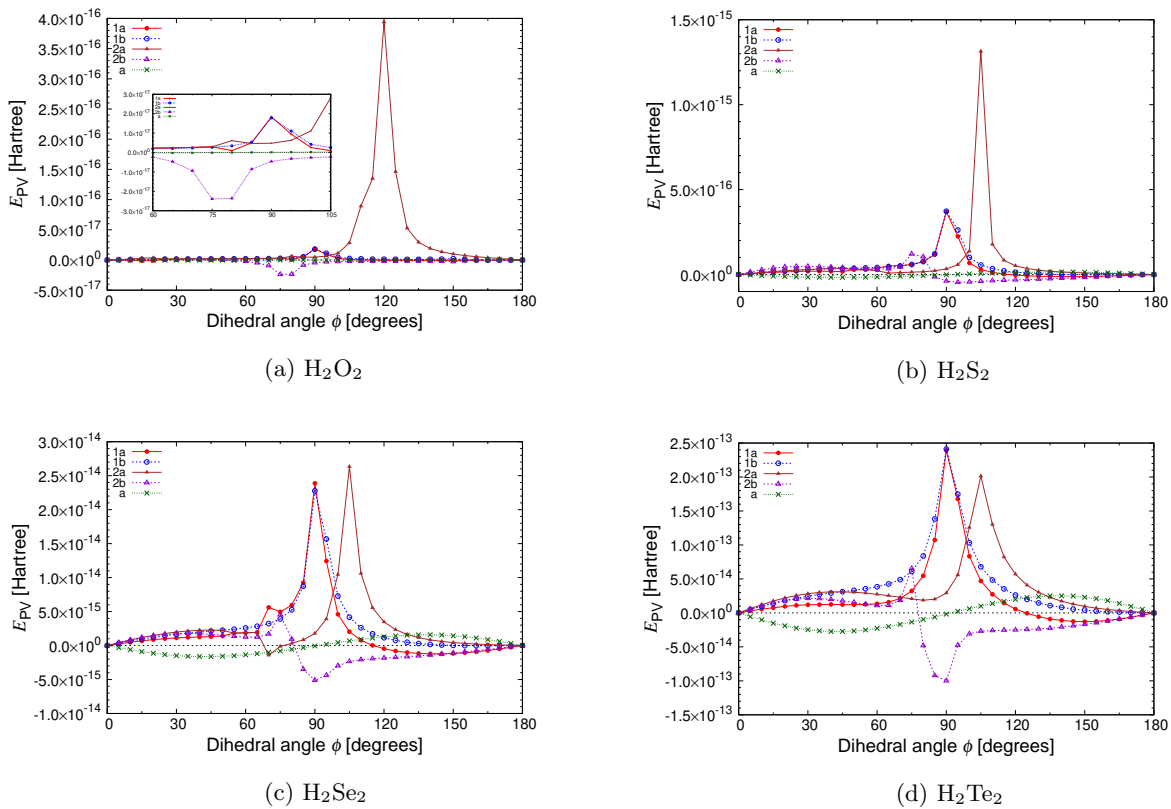 4.0×10⁻¹⁶
3.5×10⁻¹⁶
3.0×10⁻¹⁶
2.5×10⁻¹⁶
2.0×10⁻¹⁶
1.5×10⁻¹⁶
1.0×10⁻¹⁶
5.0×10⁻¹⁷
0.0×10⁰
-5.0×10⁻¹⁷
E_PV [Hartree]
1a
1b
2a
2b
a
3.0×10⁻¹⁷
2.0×10⁻¹⁷
1.0×10⁻¹⁷
0.0×10⁰
-1.0×10⁻¹⁷
-2.0×10⁻¹⁷
-3.0×10⁻¹⁷
1a
1b
2a
2b
a
60 75 90 105
0 30 60 90 120 150 180
Dihedral angle ϕ [degrees]
(a) H₂O₂
1.5×10⁻¹⁵
1.0×10⁻¹⁵
5.0×10⁻¹⁶
0.0×10⁰
E_PV [Hartree]
1a
1b
2a
2b
a
0 30 60 90 120 150 180
Dihedral angle ϕ [degrees]
(b) H₂S₂
3.0×10⁻¹⁴
2.5×10⁻¹⁴
2.0×10⁻¹⁴
1.5×10⁻¹⁴
1.0×10⁻¹⁴
5.0×10⁻¹⁵
0.0×10⁰
-5.0×10⁻¹⁵
-1.0×10⁻¹⁴
E_PV [Hartree]
1a
1b
2a
2b
a
0 30 60 90 120 150 180
Dihedral angle ϕ [degrees]
(c) H₂Se₂
2.5×10⁻¹³
2.0×10⁻¹³
1.5×10⁻¹³
1.0×10⁻¹³
5.0×10⁻¹⁴
0.0×10⁰
-5.0×10⁻¹⁴
-1.0×10⁻¹³
-1.5×10⁻¹³
E_PV [Hartree]
1a
1b
2a
2b
a
0 30 60 90 120 150 180
Dihedral angle ϕ [degrees]
(d) H₂Te₂